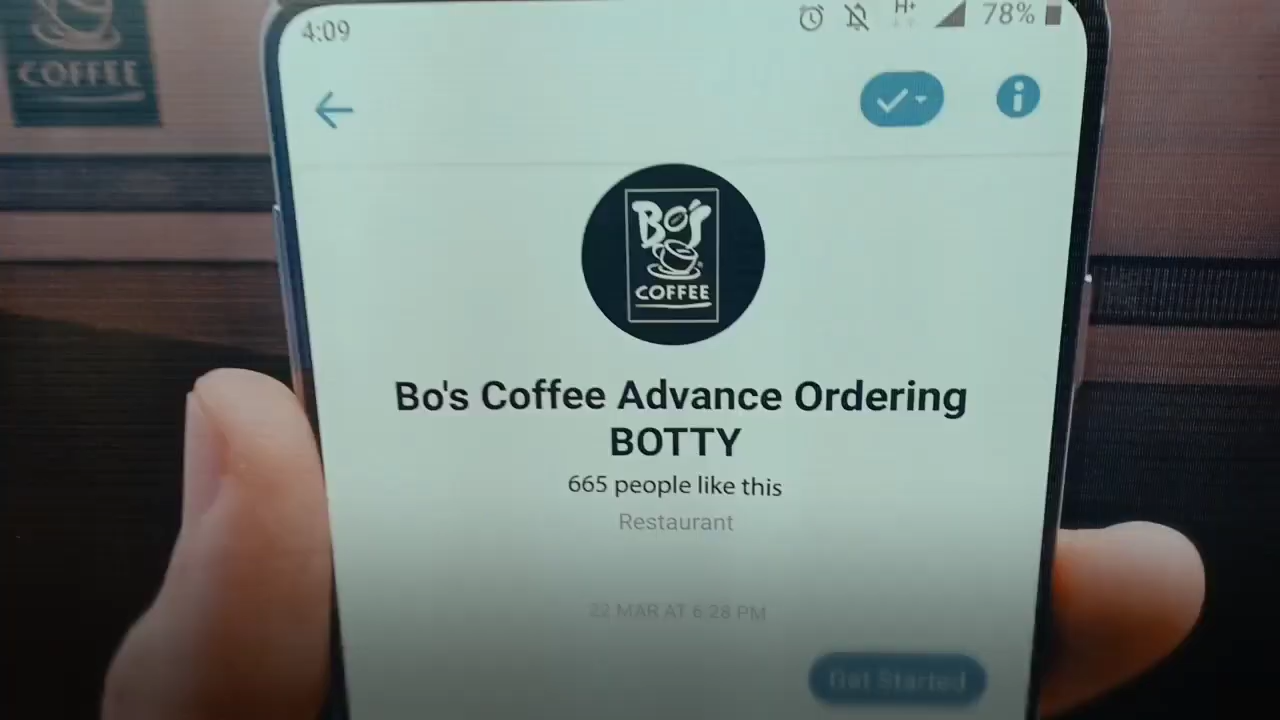 COFFEE
4:09
H+
78%
BO'S
COFFEE
Bo's Coffee Advance Ordering
BOTTY
665 people like this
Restaurant
22 MAR AT 6:28 PM
Get Started